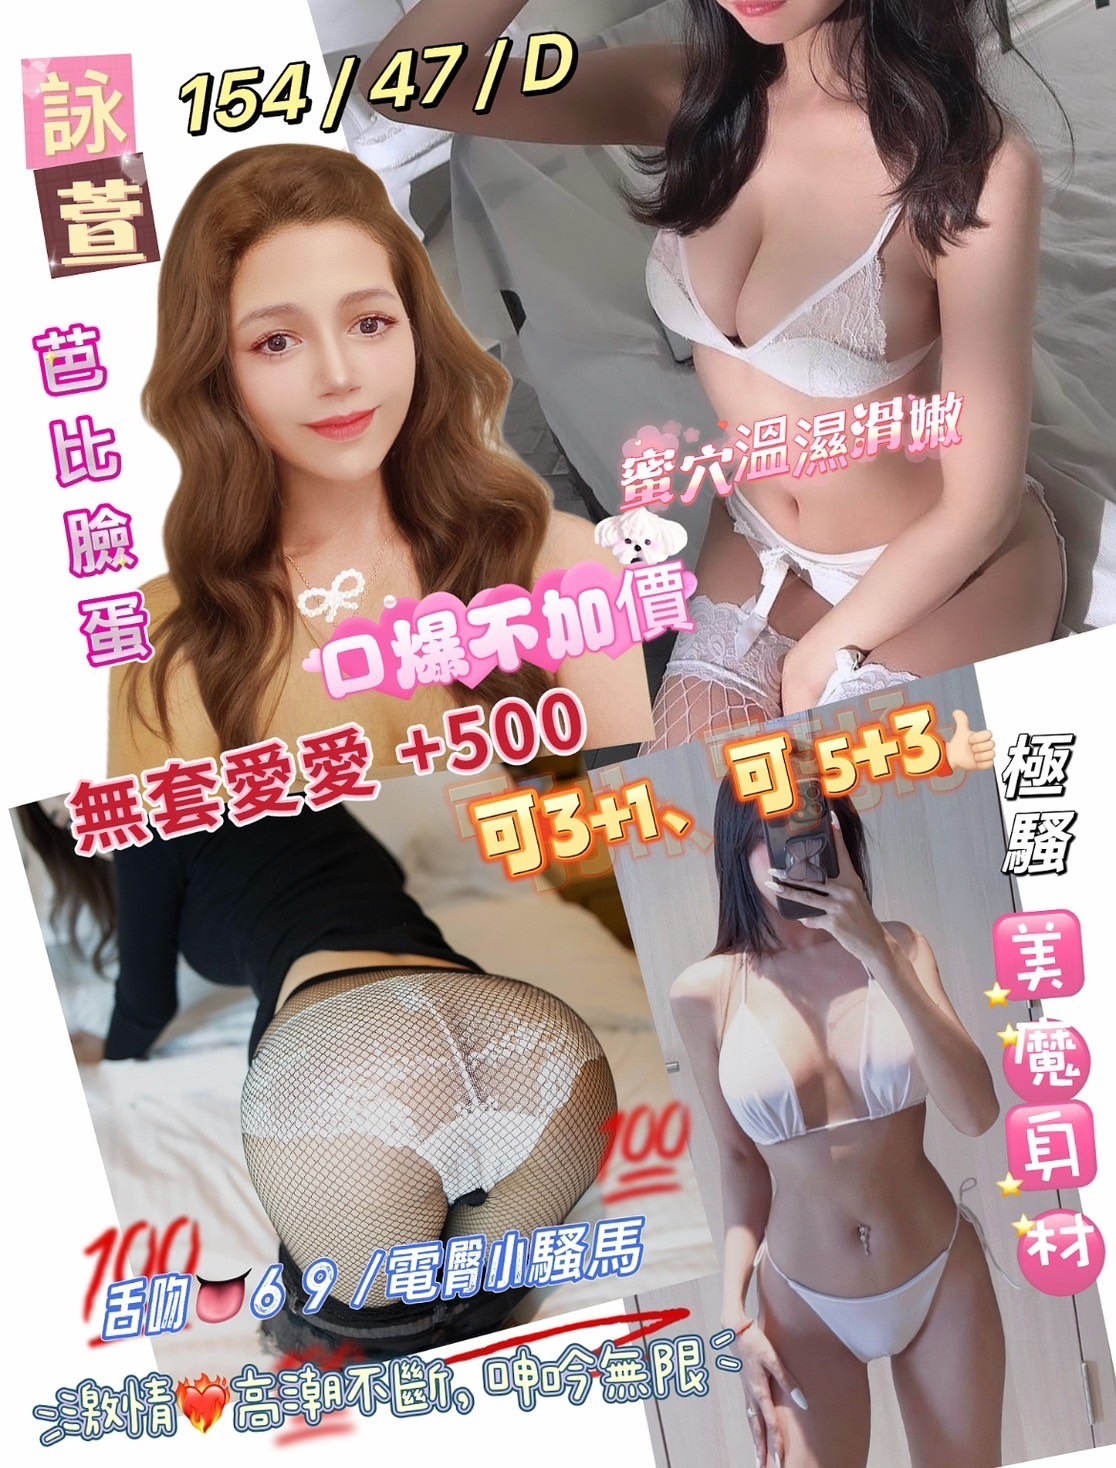 詠萱
154/47/D
芭比臉蛋
蜜穴溫濕滑嫩
口爆不加價
無套愛愛 +500
可3+1、可 5+3👍🏻
極騷
美魔身材
100
100
舌吻👅69/電臀小騷馬
激情❤️‍🔥高潮不斷,呻吟無限